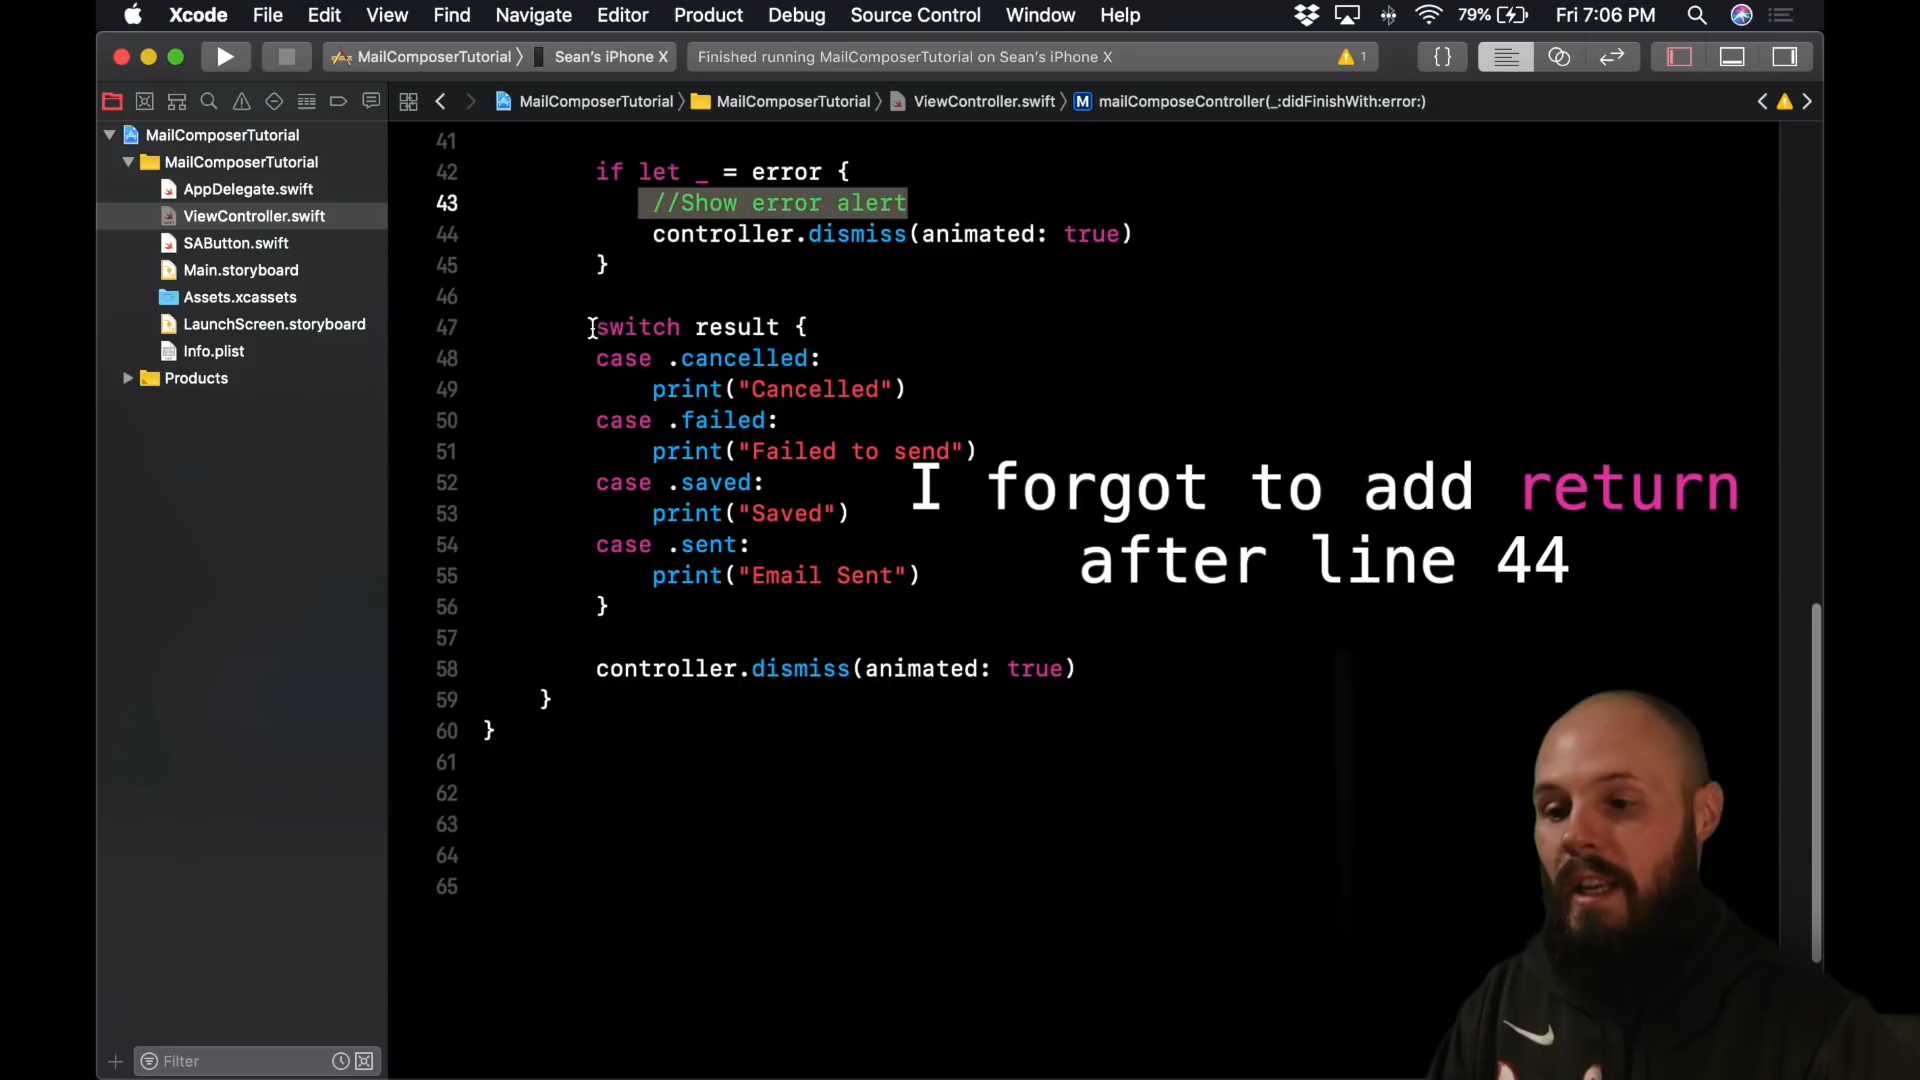 Xcode File Edit View Find Navigate Editor Product Debug Source Control Window Help 79% Fri 7:06 PM
MailComposerTutorial Sean's iPhone X Finished running MailComposerTutorial on Sean's iPhone X 1
MailComposerTutorial MailComposerTutorial ViewController.swift M mailComposeController(_:didFinishWith:error:)
MailComposerTutorial
MailComposerTutorial
AppDelegate.swift
ViewController.swift
SAButton.swift
Main.storyboard
Assets.xcassets
LaunchScreen.storyboard
Info.plist
Products
Filter
41
42 if let _ = error {
43 //Show error alert
44 controller.dismiss(animated: true)
45 }
46
47 switch result {
48 case .cancelled:
49 print("Cancelled")
50 case .failed:
51 print("Failed to send")
52 case .saved:
53 print("Saved")
54 case .sent:
55 print("Email Sent")
56 }
57
58 controller.dismiss(animated: true)
59 }
60 }
61
62
63
64
65
I forgot to add return
after line 44